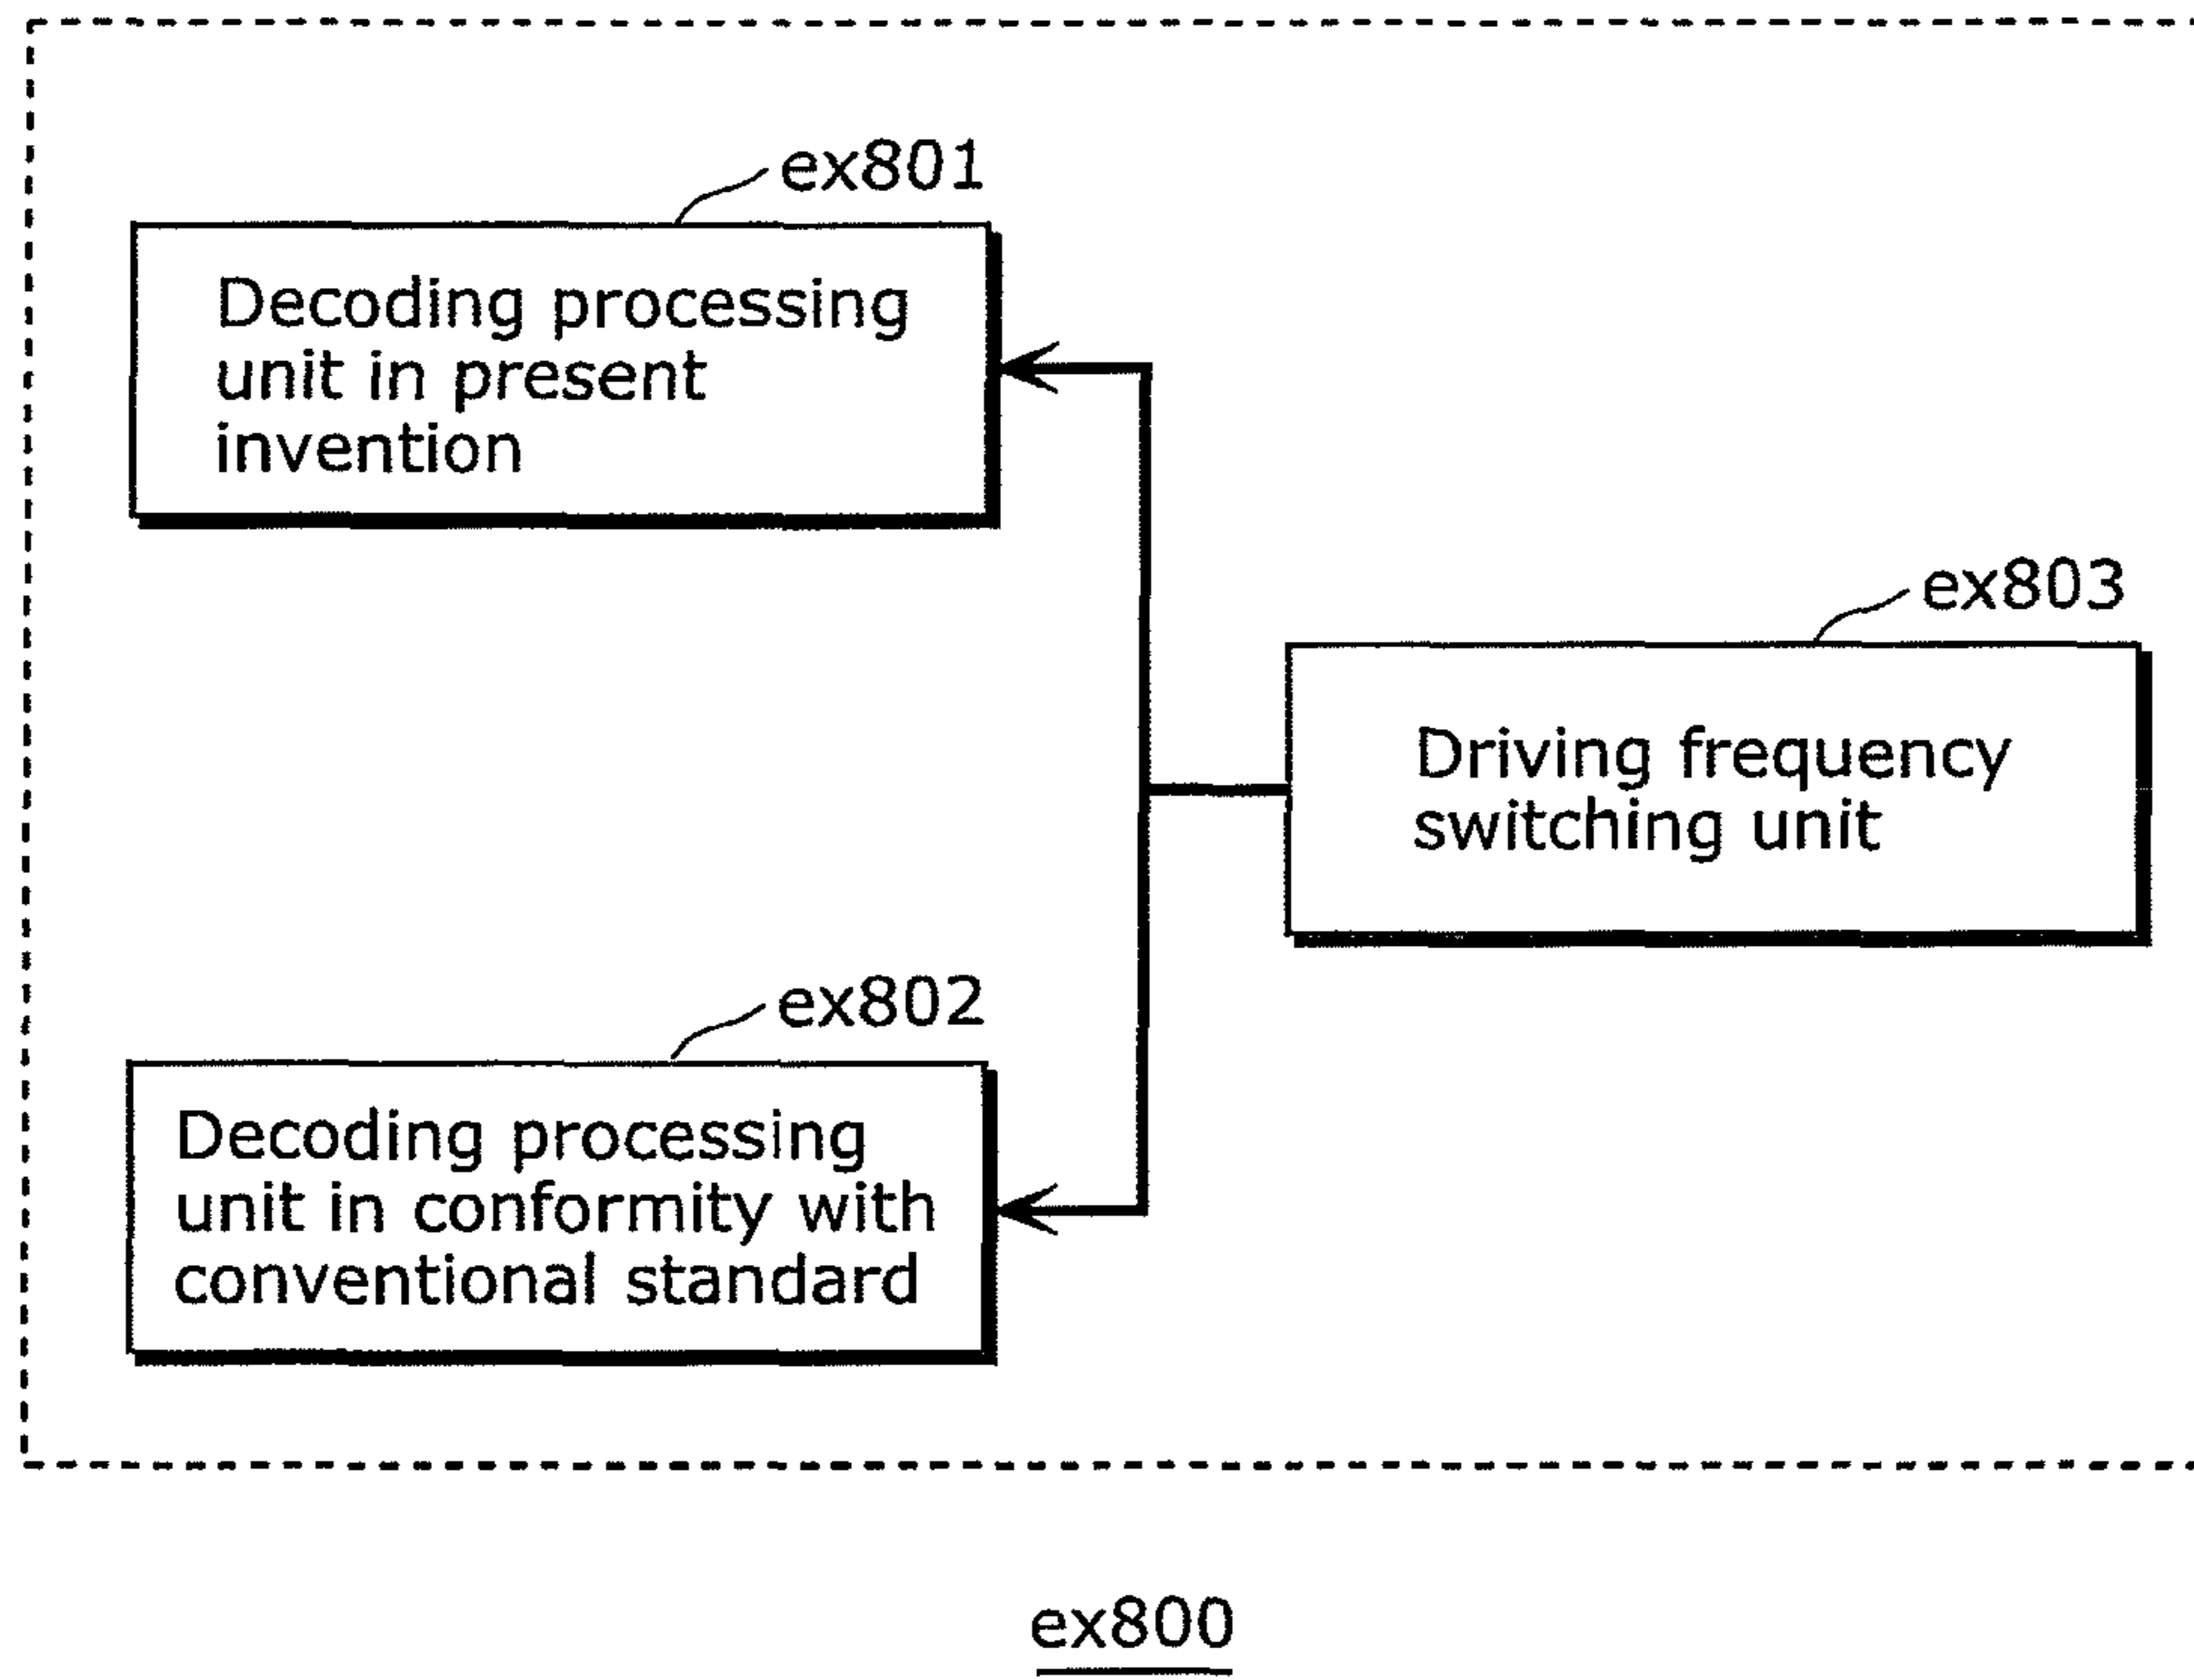 ex801
Decoding processing
unit in present
invention
ex803
Driving frequency
switching unit
ex802
Decoding processing
unit in conformity with
conventional standard
ex800